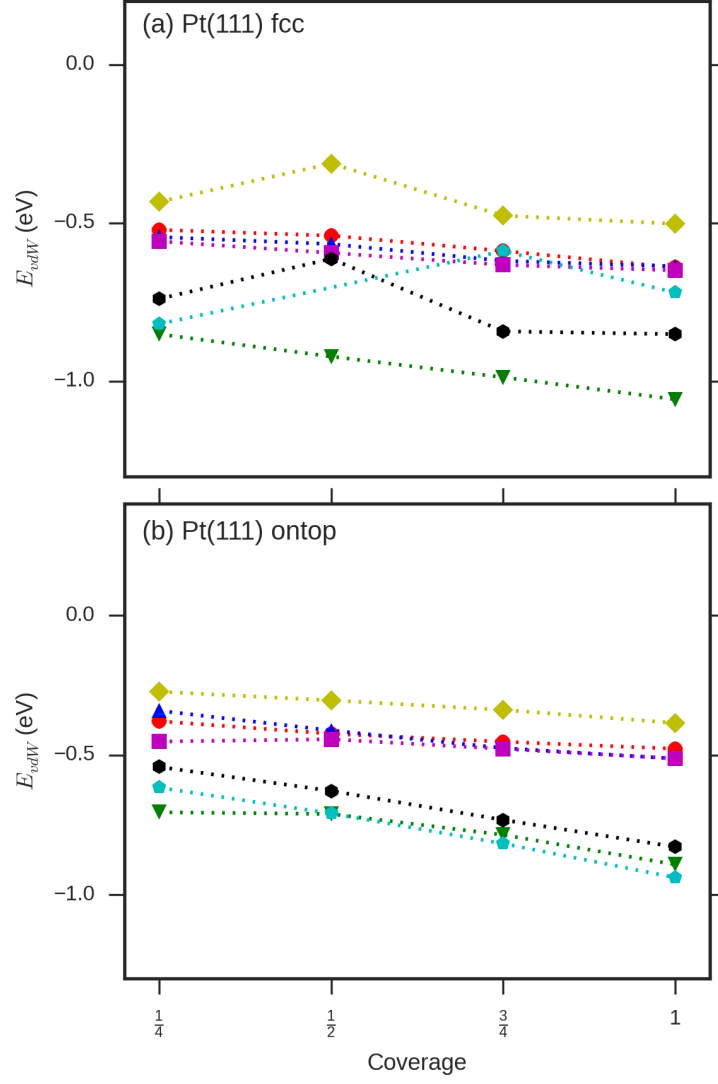 (a) Pt(111) fcc
0.0
−0.5
−1.0
E_vdW (eV)
(b) Pt(111) ontop
0.0
−0.5
−1.0
E_vdW (eV)
1/4 1/2 3/4 1
Coverage